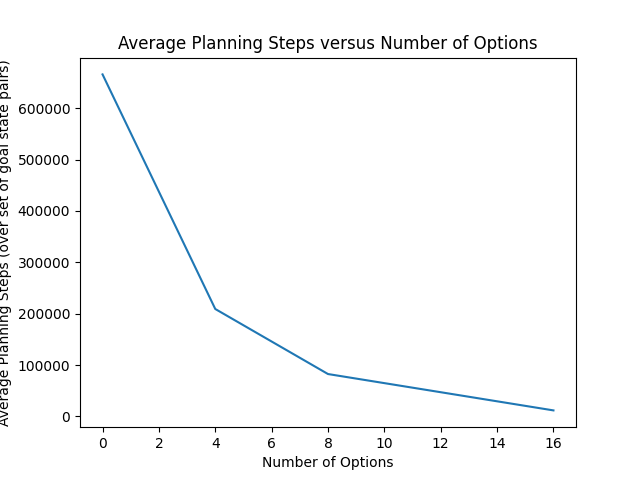 Average Planning Steps versus Number of Options
Average Planning Steps (over set of goal state pairs)
600000
500000
400000
300000
200000
100000
0
0 2 4 6 8 10 12 14 16
Number of Options